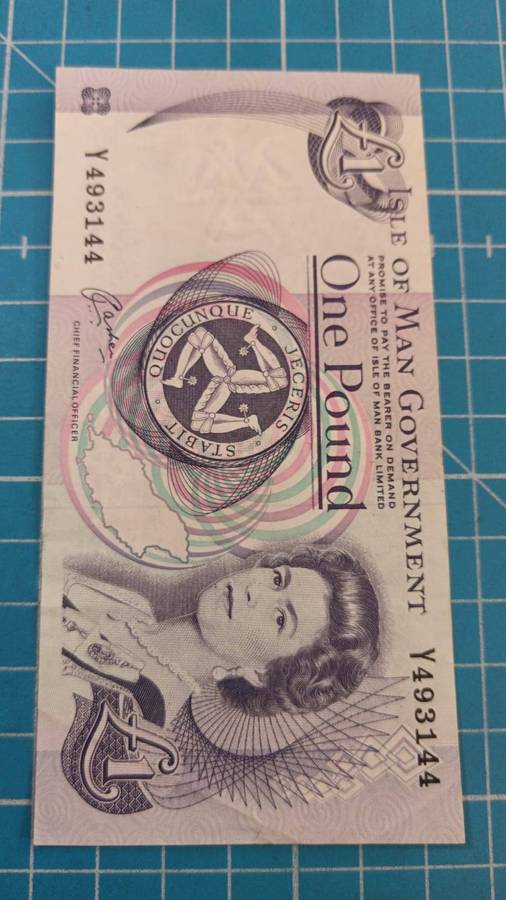 £1
ISLE OF MAN GOVERNMENT
PROMISE TO PAY THE BEARER ON DEMAND
AT ANY OFFICE OF ISLE OF MAN BANK LIMITED
One Pound
Y493144
Y493144
QUOCUNQUE · JECERIS · STABIT
CHIEF FINANCIAL OFFICER
£1